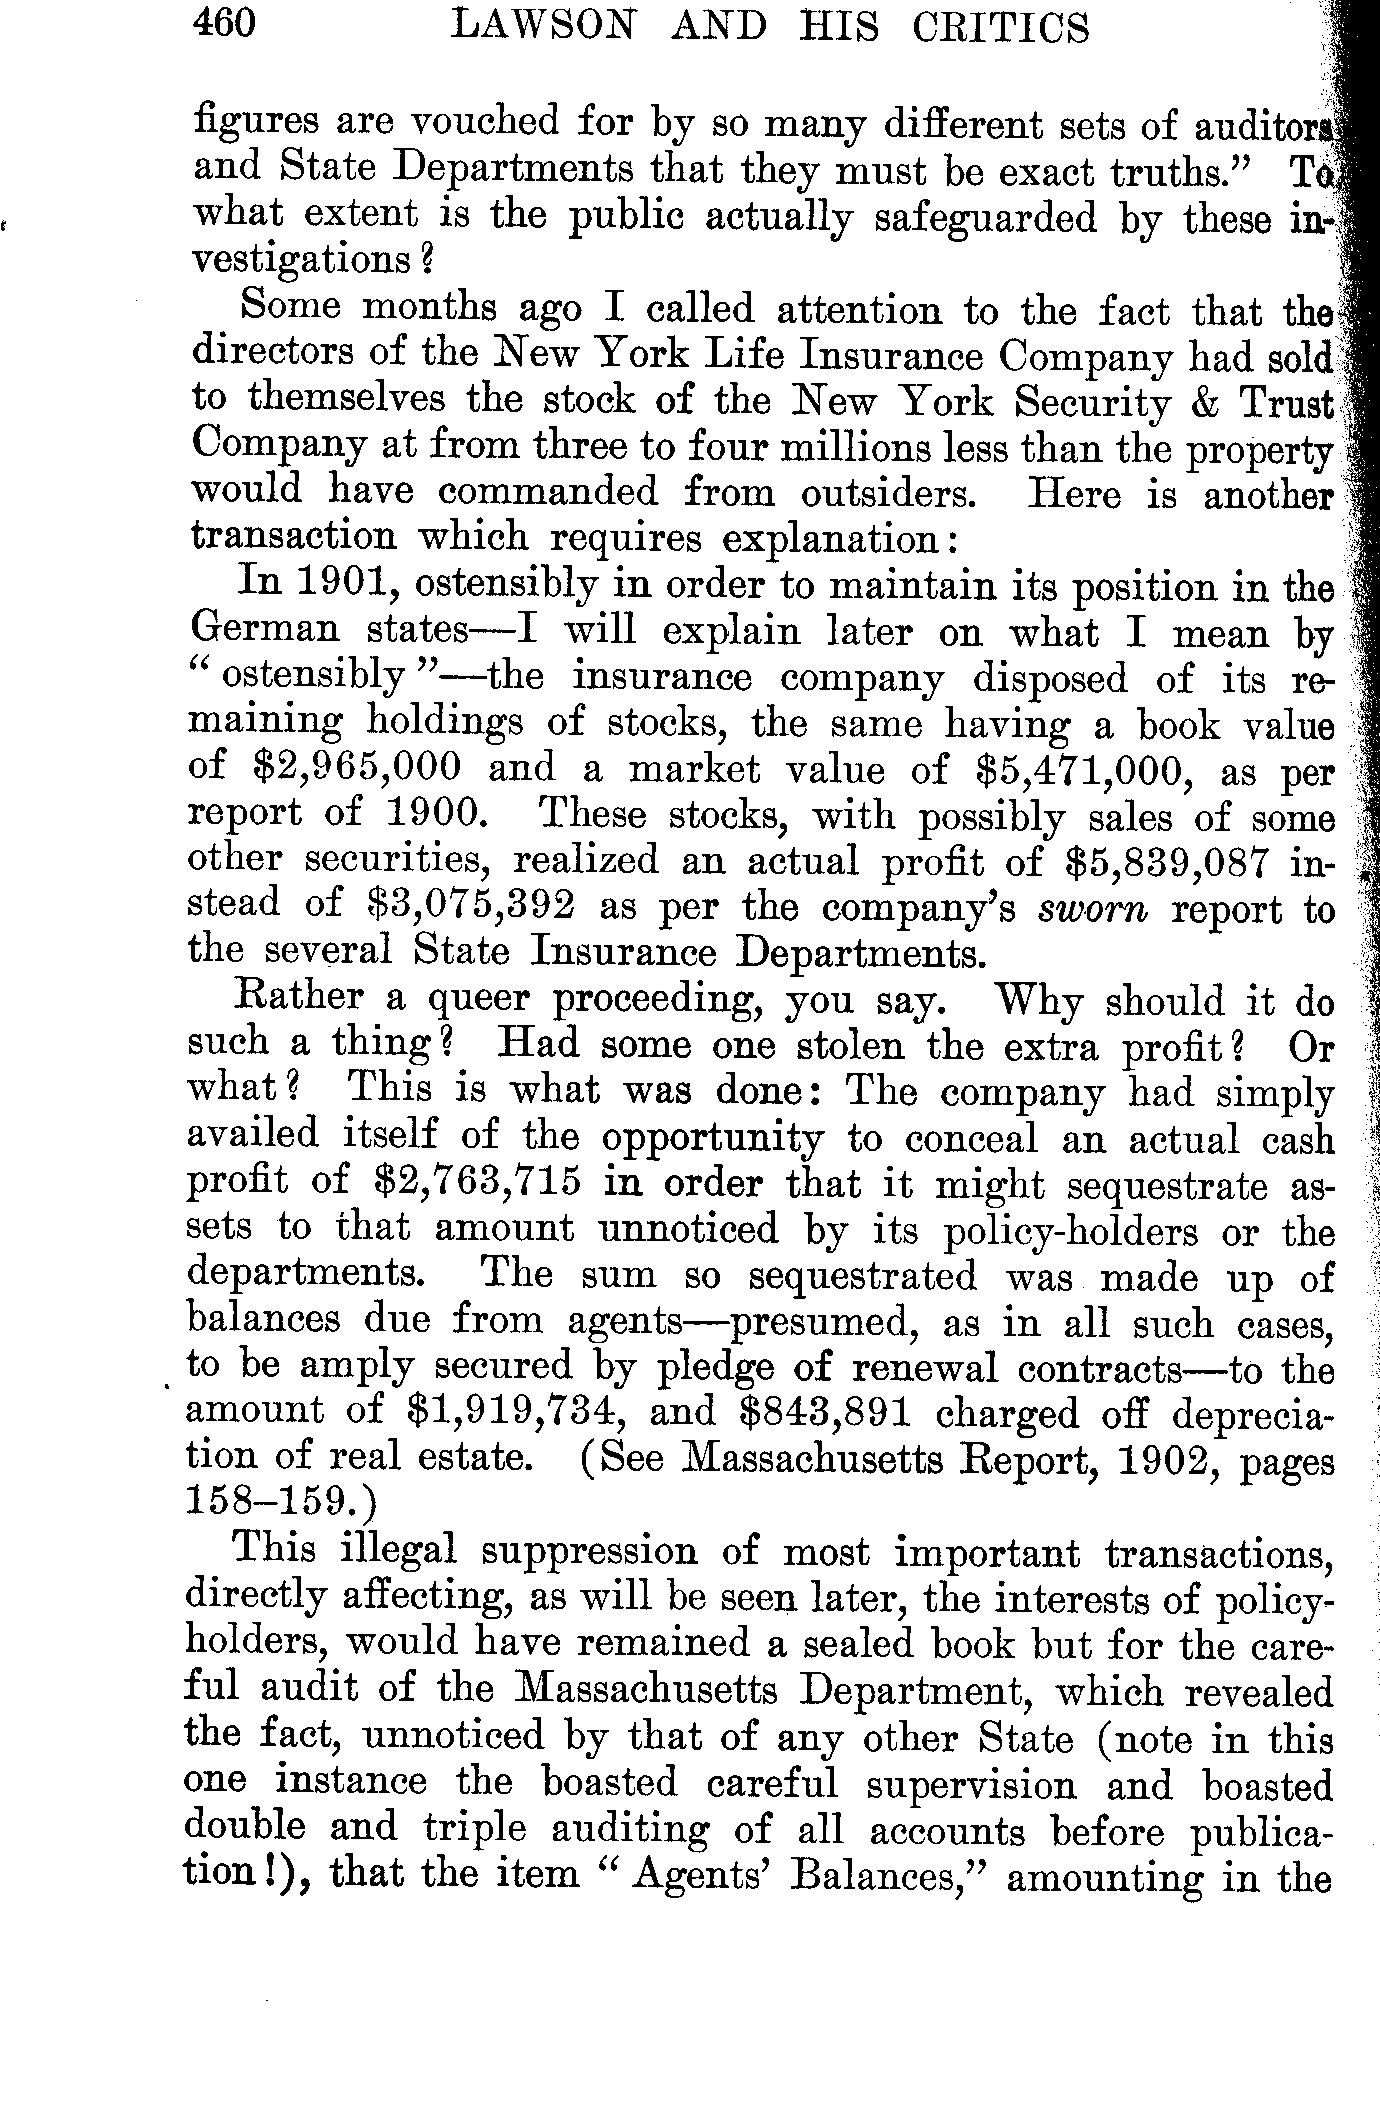 460 LAWSON AND HIS CRITICS
figures are vouched for by so many different sets of auditors
and State Departments that they must be exact truths.” To
what extent is the public actually safeguarded by these in-
vestigations?
Some months ago I called attention to the fact that the
directors of the New York Life Insurance Company had sold
to themselves the stock of the New York Security & Trust
Company at from three to four millions less than the property
would have commanded from outsiders. Here is another
transaction which requires explanation:
In 1901, ostensibly in order to maintain its position in the
German states—I will explain later on what I mean by
“ostensibly”—the insurance company disposed of its re-
maining holdings of stocks, the same having a book value
of $2,965,000 and a market value of $5,471,000, as per
report of 1900. These stocks, with possibly sales of some
other securities, realized an actual profit of $5,839,087 in-
stead of $3,075,392 as per the company’s sworn report to
the several State Insurance Departments.
Rather a queer proceeding, you say. Why should it do
such a thing? Had some one stolen the extra profit? Or
what? This is what was done: The company had simply
availed itself of the opportunity to conceal an actual cash
profit of $2,763,715 in order that it might sequestrate as-
sets to that amount unnoticed by its policy-holders or the
departments. The sum so sequestrated was made up of
balances due from agents—presumed, as in all such cases,
to be amply secured by pledge of renewal contracts—to the
amount of $1,919,734, and $843,891 charged off deprecia-
tion of real estate. (See Massachusetts Report, 1902, pages
158–159.)
This illegal suppression of most important transactions,
directly affecting, as will be seen later, the interests of policy-
holders, would have remained a sealed book but for the care-
ful audit of the Massachusetts Department, which revealed
the fact, unnoticed by that of any other State (note in this
one instance the boasted careful supervision and boasted
double and triple auditing of all accounts before publica-
tion!), that the item “Agents’ Balances,” amounting in the